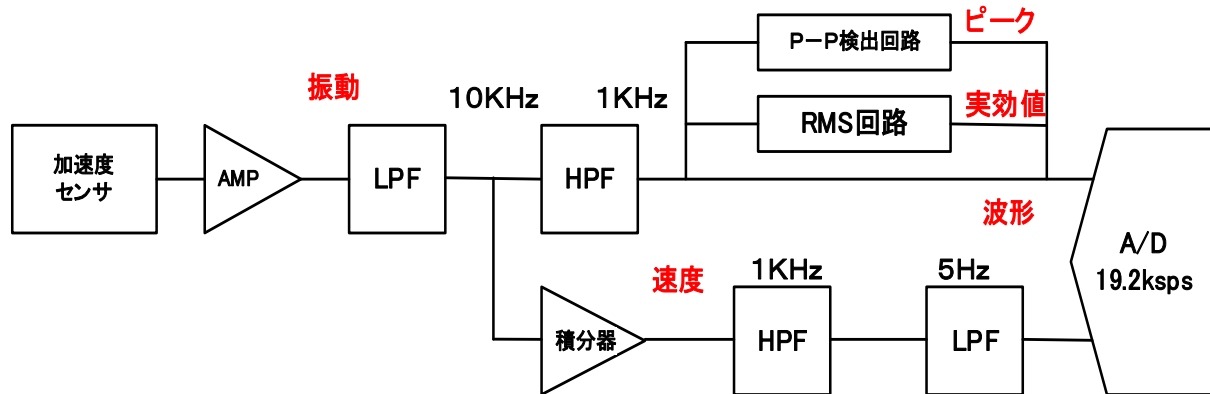 ピーク
P－P検出回路
振動
10KHz
1KHz
実効値
RMS回路
加速度
センサ
AMP
LPF
HPF
波形
A/D
19.2ksps
速度
1KHz
5Hz
積分器
HPF
LPF